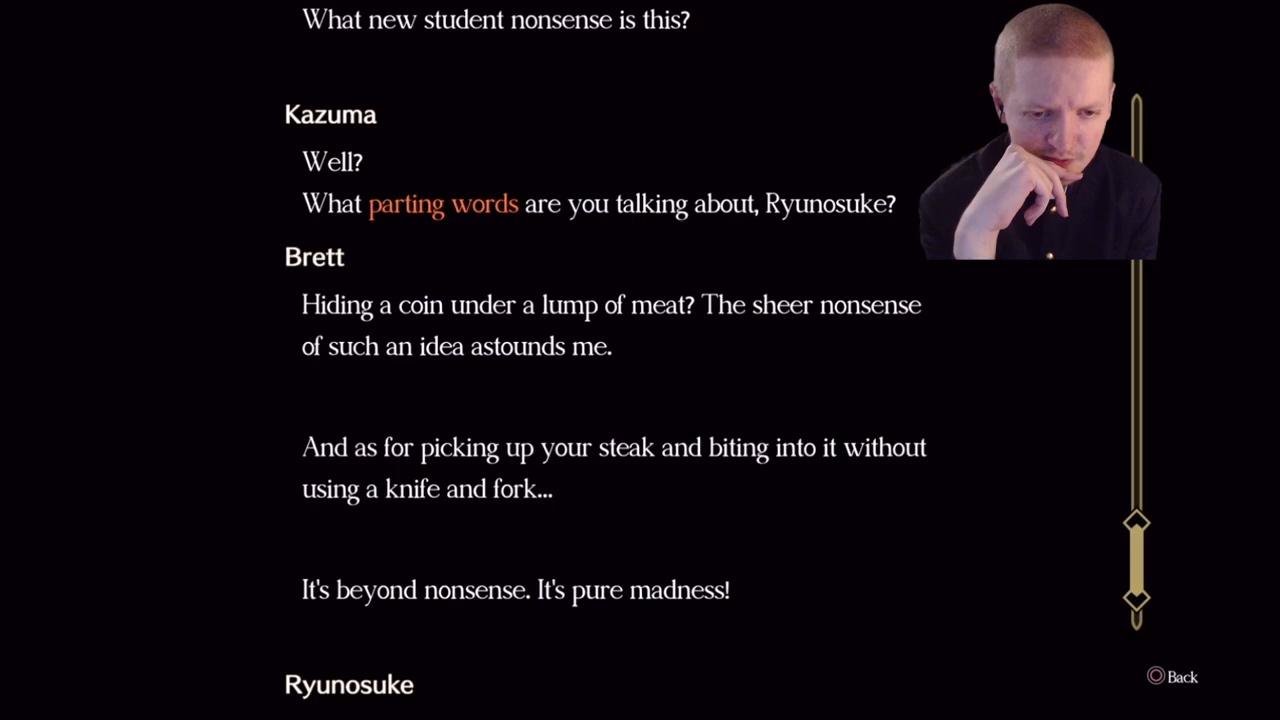 What new student nonsense is this?
Kazuma
Well?
What parting words are you talking about, Ryunosuke?
Brett
Hiding a coin under a lump of meat? The sheer nonsense
of such an idea astounds me.
And as for picking up your steak and biting into it without
using a knife and fork...
It's beyond nonsense. It's pure madness!
Ryunosuke
Back